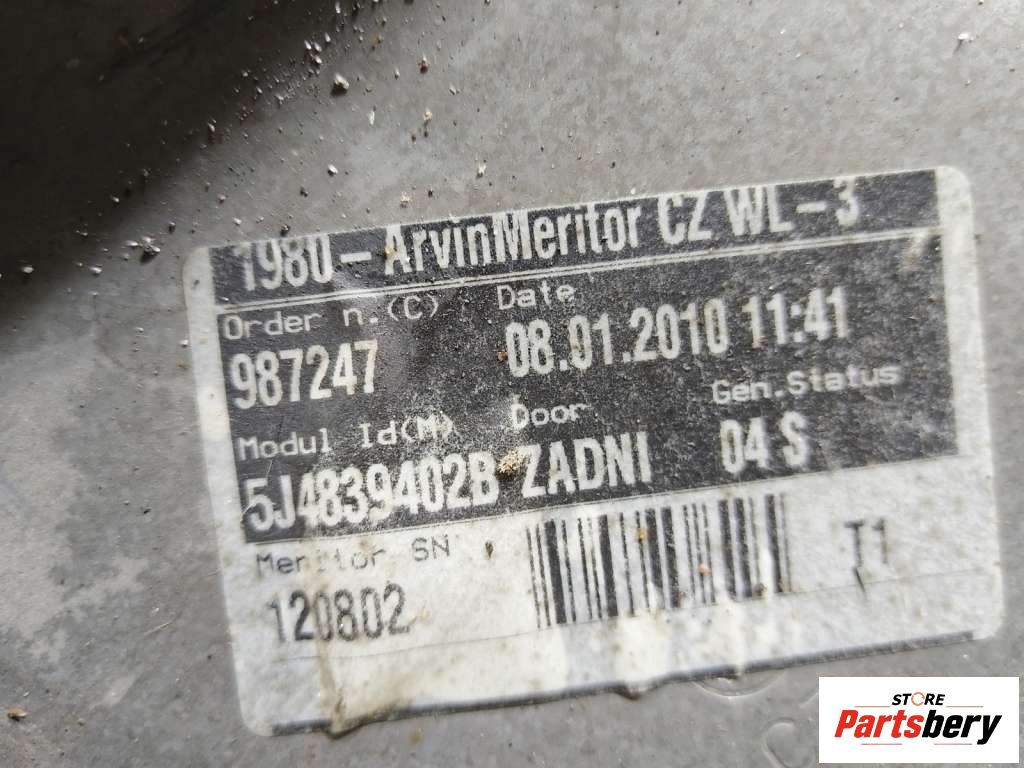 1980 - ArvinMeritor CZ WL - 3
Order n.(C) Date
987247 08.01.2010 11:41
Modul Id(M) Door Gen.Status
5J4839402B ZADNI 04 S
Meritor SN
120802 T1
STORE
Partsbery